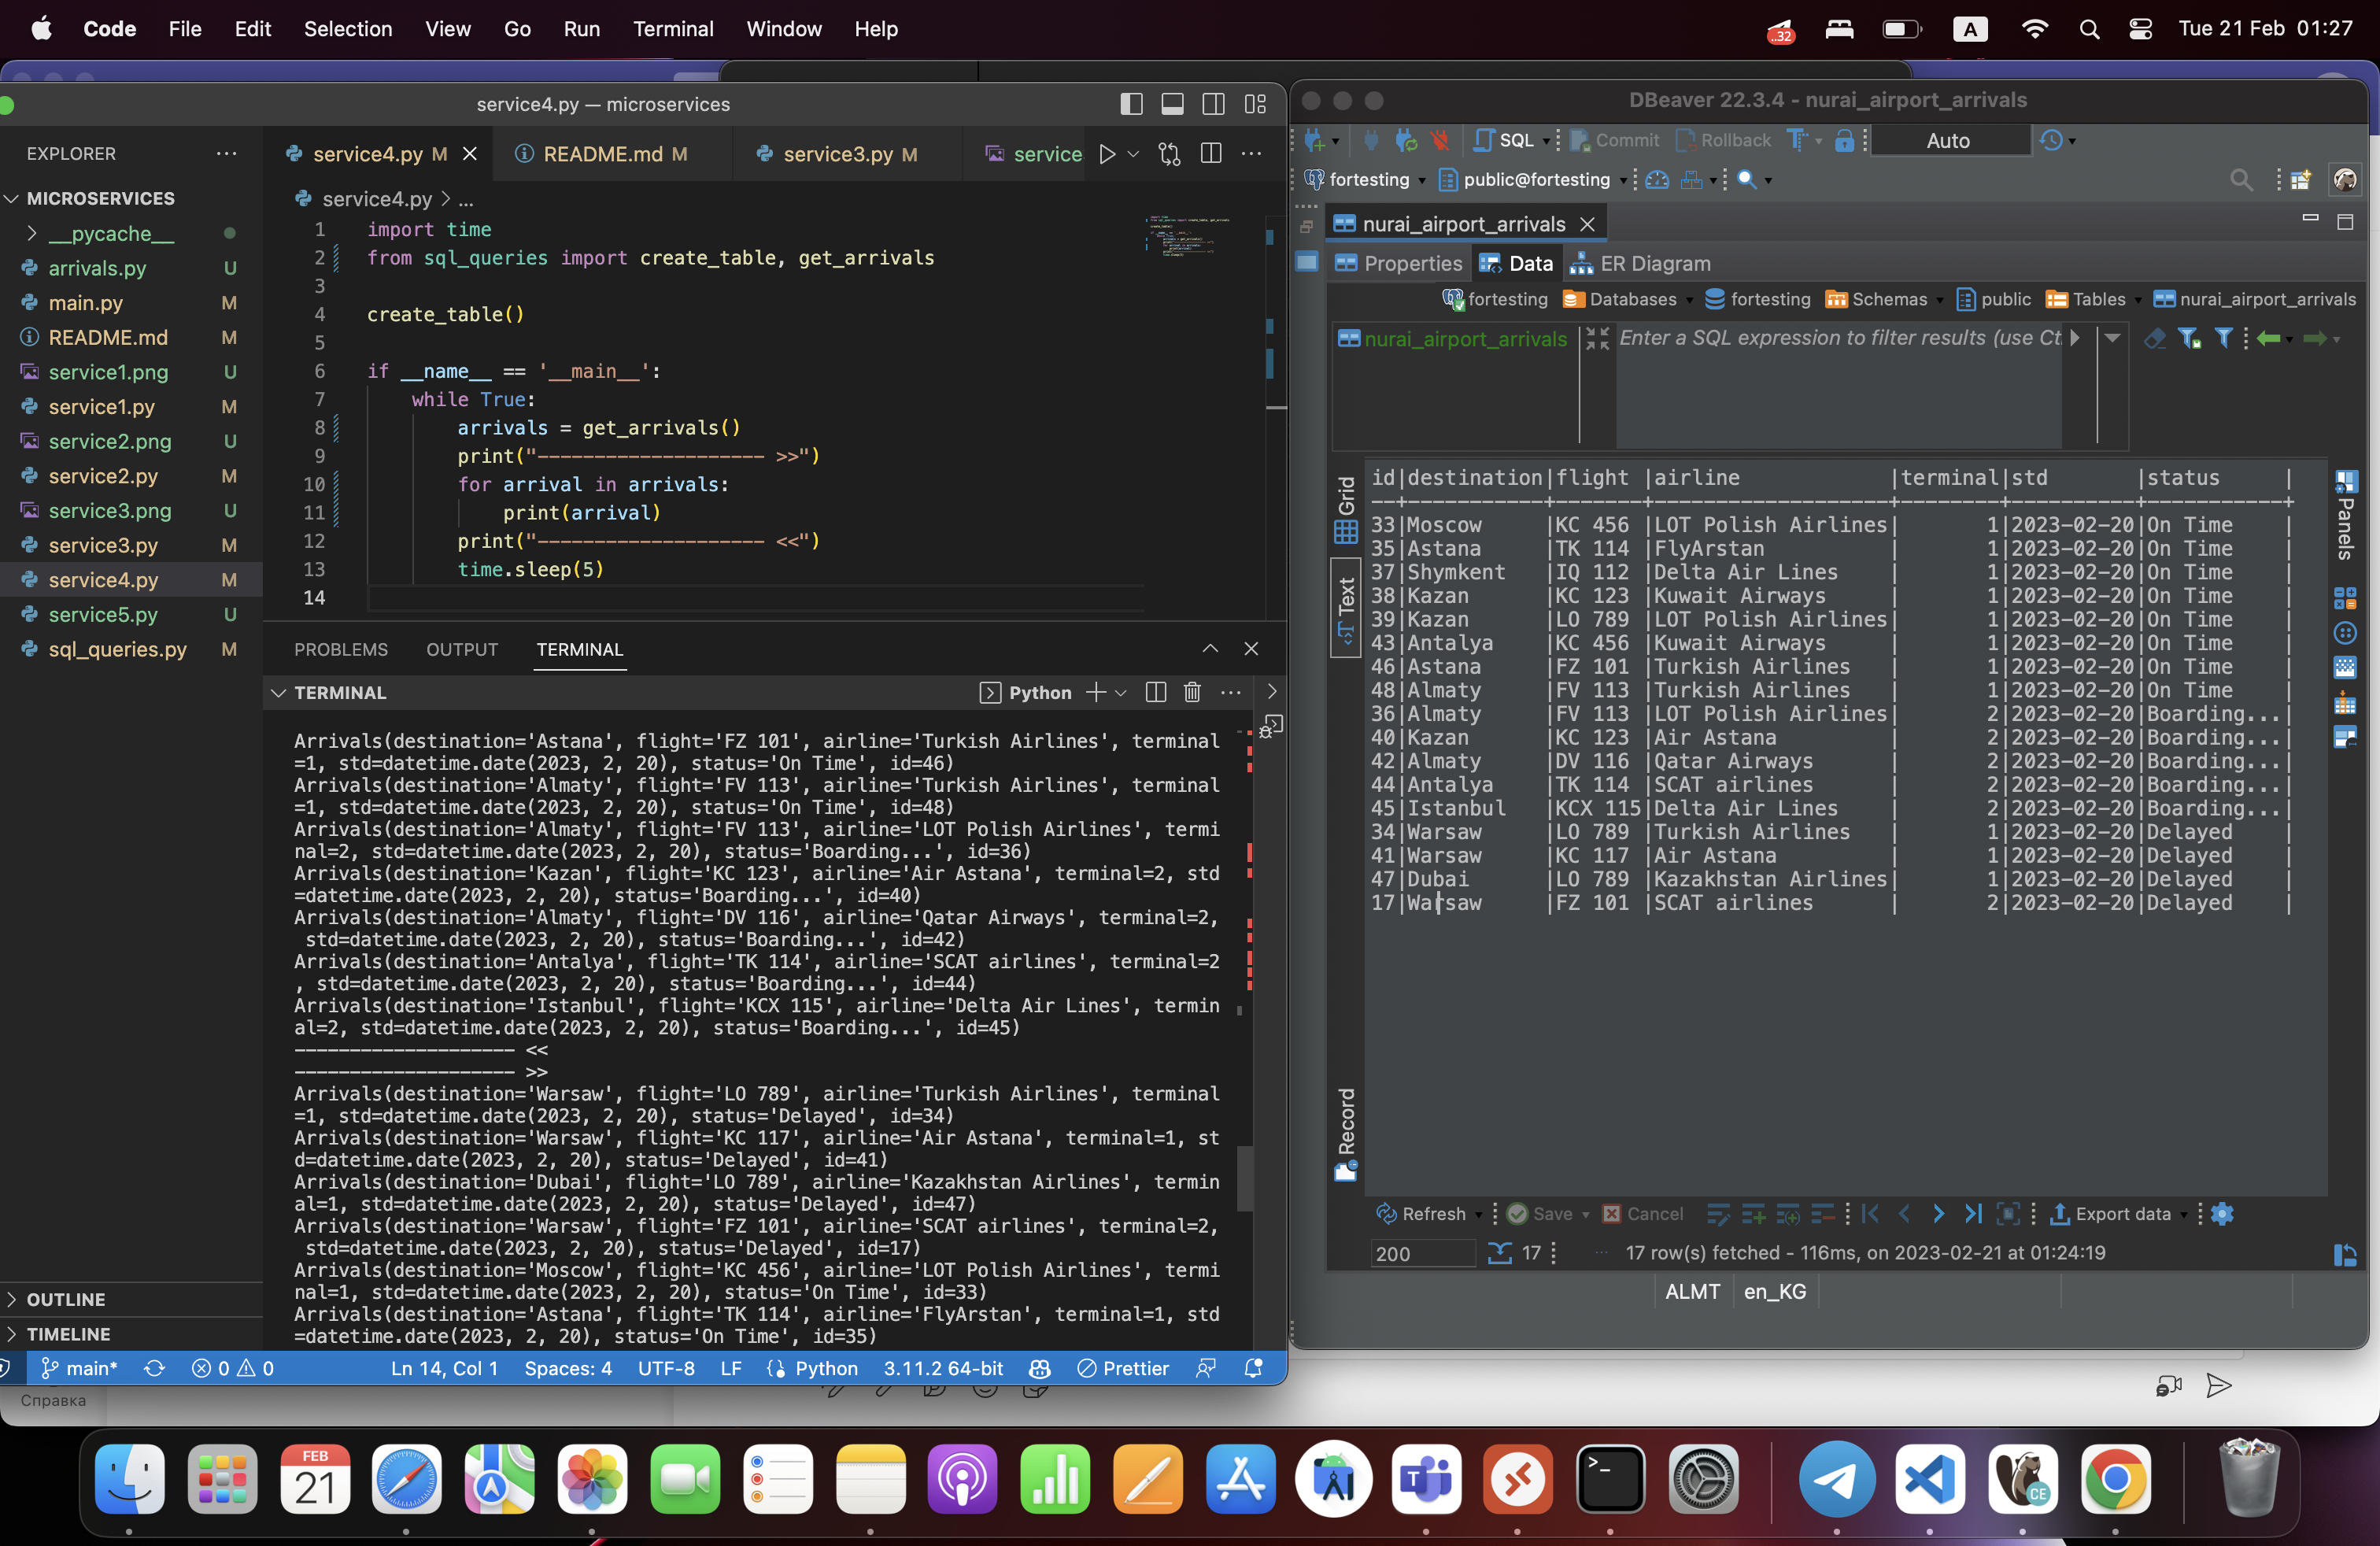 Code File Edit Selection View Go Run Terminal Window Help ..32 A Tue 21 Feb 01:27
service4.py — microservices
EXPLORER
MICROSERVICES
__pycache__
arrivals.py U
main.py M
README.md M
service1.png U
service1.py M
service2.png U
service2.py M
service3.png U
service3.py M
service4.py M
service5.py U
sql_queries.py M
OUTLINE
TIMELINE
service4.py M README.md M service3.py M service
service4.py > ...
1 import time
2 from sql_queries import create_table, get_arrivals
3
4 create_table()
5
6 if __name__ == '__main__':
7 while True:
8 arrivals = get_arrivals()
9 print("-------------------- >>")
10 for arrival in arrivals:
11 print(arrival)
12 print("-------------------- <<")
13 time.sleep(5)
14
PROBLEMS OUTPUT TERMINAL
TERMINAL Python
Arrivals(destination='Astana', flight='FZ 101', airline='Turkish Airlines', terminal
=1, std=datetime.date(2023, 2, 20), status='On Time', id=46)
Arrivals(destination='Almaty', flight='FV 113', airline='Turkish Airlines', terminal
=1, std=datetime.date(2023, 2, 20), status='On Time', id=48)
Arrivals(destination='Almaty', flight='FV 113', airline='LOT Polish Airlines', termi
nal=2, std=datetime.date(2023, 2, 20), status='Boarding...', id=36)
Arrivals(destination='Kazan', flight='KC 123', airline='Air Astana', terminal=2, std
=datetime.date(2023, 2, 20), status='Boarding...', id=40)
Arrivals(destination='Almaty', flight='DV 116', airline='Qatar Airways', terminal=2,
std=datetime.date(2023, 2, 20), status='Boarding...', id=42)
Arrivals(destination='Antalya', flight='TK 114', airline='SCAT airlines', terminal=2
, std=datetime.date(2023, 2, 20), status='Boarding...', id=44)
Arrivals(destination='Istanbul', flight='KCX 115', airline='Delta Air Lines', termin
al=2, std=datetime.date(2023, 2, 20), status='Boarding...', id=45)
-------------------- <<
-------------------- >>
Arrivals(destination='Warsaw', flight='LO 789', airline='Turkish Airlines', terminal
=1, std=datetime.date(2023, 2, 20), status='Delayed', id=34)
Arrivals(destination='Warsaw', flight='KC 117', airline='Air Astana', terminal=1, st
d=datetime.date(2023, 2, 20), status='Delayed', id=41)
Arrivals(destination='Dubai', flight='LO 789', airline='Kazakhstan Airlines', termin
al=1, std=datetime.date(2023, 2, 20), status='Delayed', id=47)
Arrivals(destination='Warsaw', flight='FZ 101', airline='SCAT airlines', terminal=2,
std=datetime.date(2023, 2, 20), status='Delayed', id=17)
Arrivals(destination='Moscow', flight='KC 456', airline='LOT Polish Airlines', termi
nal=1, std=datetime.date(2023, 2, 20), status='On Time', id=33)
Arrivals(destination='Astana', flight='TK 114', airline='FlyArstan', terminal=1, std
=datetime.date(2023, 2, 20), status='On Time', id=35)
main* 0 0 Ln 14, Col 1 Spaces: 4 UTF-8 LF Python 3.11.2 64-bit Prettier
Справка
DBeaver 22.3.4 - nurai_airport_arrivals
SQL Commit Rollback Auto
fortesting public@fortesting
nurai_airport_arrivals
Properties Data ER Diagram
fortesting Databases fortesting Schemas public Tables nurai_airport_arrivals
nurai_airport_arrivals Enter a SQL expression to filter results (use Ct
Grid
Text
Record
Panels
id|destination|flight |airline |terminal|std |status |
--+-----------+-------+-------------------+--------+----------+-----------+
33|Moscow |KC 456 |LOT Polish Airlines| 1|2023-02-20|On Time |
35|Astana |TK 114 |FlyArstan | 1|2023-02-20|On Time |
37|Shymkent |IQ 112 |Delta Air Lines | 1|2023-02-20|On Time |
38|Kazan |KC 123 |Kuwait Airways | 1|2023-02-20|On Time |
39|Kazan |LO 789 |LOT Polish Airlines| 1|2023-02-20|On Time |
43|Antalya |KC 456 |Kuwait Airways | 1|2023-02-20|On Time |
46|Astana |FZ 101 |Turkish Airlines | 1|2023-02-20|On Time |
48|Almaty |FV 113 |Turkish Airlines | 1|2023-02-20|On Time |
36|Almaty |FV 113 |LOT Polish Airlines| 2|2023-02-20|Boarding...|
40|Kazan |KC 123 |Air Astana | 2|2023-02-20|Boarding...|
42|Almaty |DV 116 |Qatar Airways | 2|2023-02-20|Boarding...|
44|Antalya |TK 114 |SCAT airlines | 2|2023-02-20|Boarding...|
45|Istanbul |KCX 115|Delta Air Lines | 2|2023-02-20|Boarding...|
34|Warsaw |LO 789 |Turkish Airlines | 1|2023-02-20|Delayed |
41|Warsaw |KC 117 |Air Astana | 1|2023-02-20|Delayed |
47|Dubai |LO 789 |Kazakhstan Airlines| 1|2023-02-20|Delayed |
17|Warsaw |FZ 101 |SCAT airlines | 2|2023-02-20|Delayed |
Refresh Save Cancel Export data
200 17 17 row(s) fetched - 116ms, on 2023-02-21 at 01:24:19
ALMT en_KG
FEB
21
CE